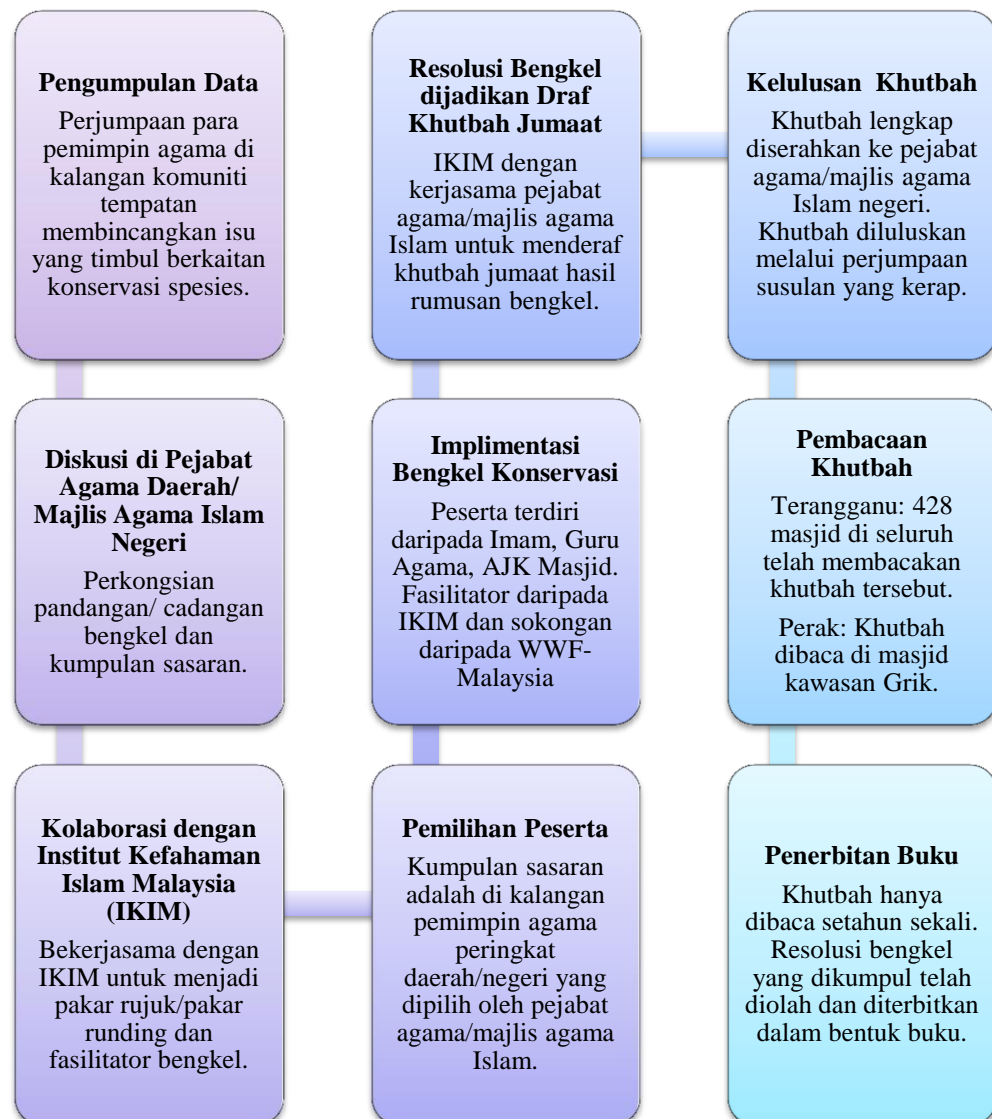 Pengumpulan Data
Perjumpaan para
pemimpin agama di
kalangan komuniti
tempatan
membincangkan isu
yang timbul berkaitan
konservasi spesies.
Diskusi di Pejabat
Agama Daerah/
Majlis Agama Islam
Negeri
Perkongsian
pandangan/ cadangan
bengkel dan
kumpulan sasaran.
Kolaborasi dengan
Institut Kefahaman
Islam Malaysia
(IKIM)
Bekerjasama dengan
IKIM untuk menjadi
pakar rujuk/pakar
runding dan
fasilitator bengkel.
Pemilihan Peserta
Kumpulan sasaran
adalah di kalangan
pemimpin agama
peringkat
daerah/negeri yang
dipilih oleh pejabat
agama/majlis agama
Islam.
Implimentasi
Bengkel Konservasi
Peserta terdiri
daripada Imam, Guru
Agama, AJK Masjid.
Fasilitator daripada
IKIM dan sokongan
daripada WWF-
Malaysia
Resolusi Bengkel
dijadikan Draf
Khutbah Jumaat
IKIM dengan
kerjasama pejabat
agama/majlis agama
Islam untuk menderaf
khutbah jumaat hasil
rumusan bengkel.
Kelulusan Khutbah
Khutbah lengkap
diserahkan ke pejabat
agama/majlis agama
Islam negeri.
Khutbah diluluskan
melalui perjumpaan
susulan yang kerap.
Pembacaan
Khutbah
Terangganu: 428
masjid di seluruh
telah membacakan
khutbah tersebut.
Perak: Khutbah
dibaca di masjid
kawasan Grik.
Penerbitan Buku
Khutbah hanya
dibaca setahun sekali.
Resolusi bengkel
yang dikumpul telah
diolah dan diterbitkan
dalam bentuk buku.